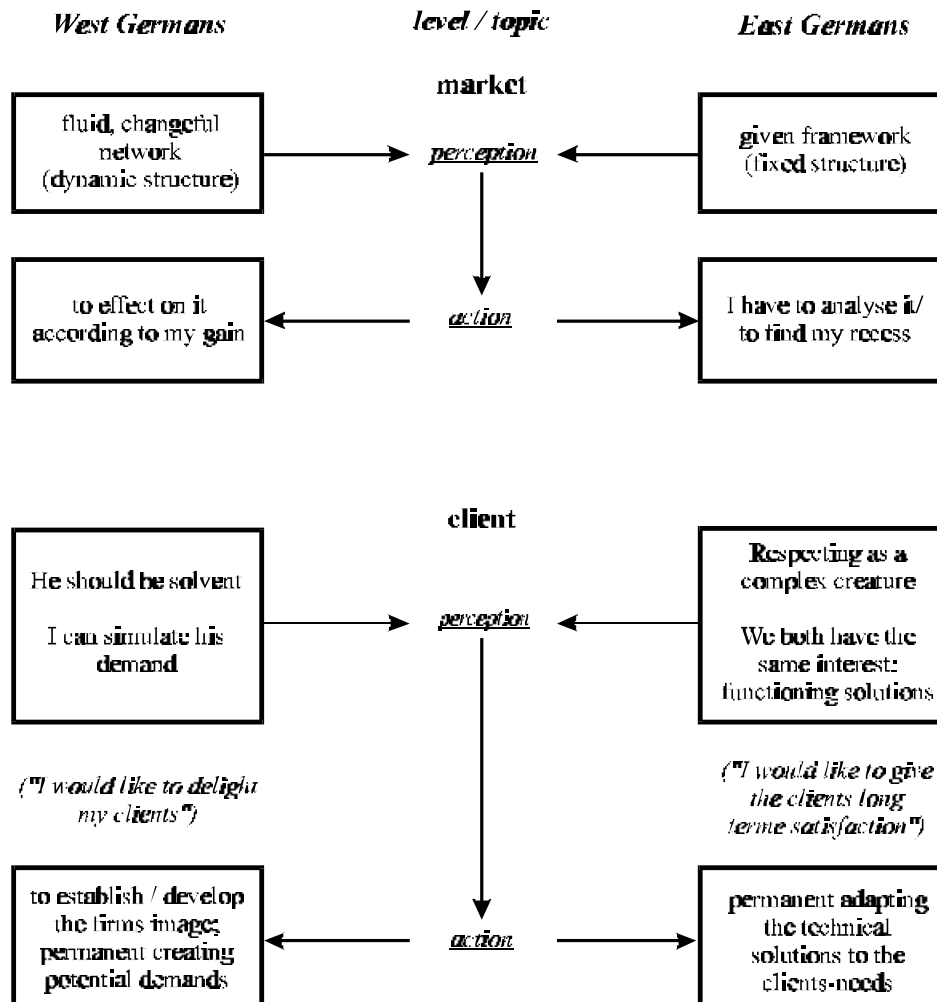 West Germans
level / topic
East Germans
market
fluid, changeful
network
(dynamic structure)
perception
given framework
(fixed structure)
to effect on it
according to my gain
action
I have to analyse it/
to find my recess
client
He should be solvent
I can simulate his
demand
perception
Respecting as a
complex creature
We both have the
same interest:
functioning solutions
("I would like to delight
my clients")
("I would like to give
the clients long
terme satisfaction")
to establish / develop
the firms image;
permanent creating
potential demands
action
permanent adapting
the technical
solutions to the
clients-needs